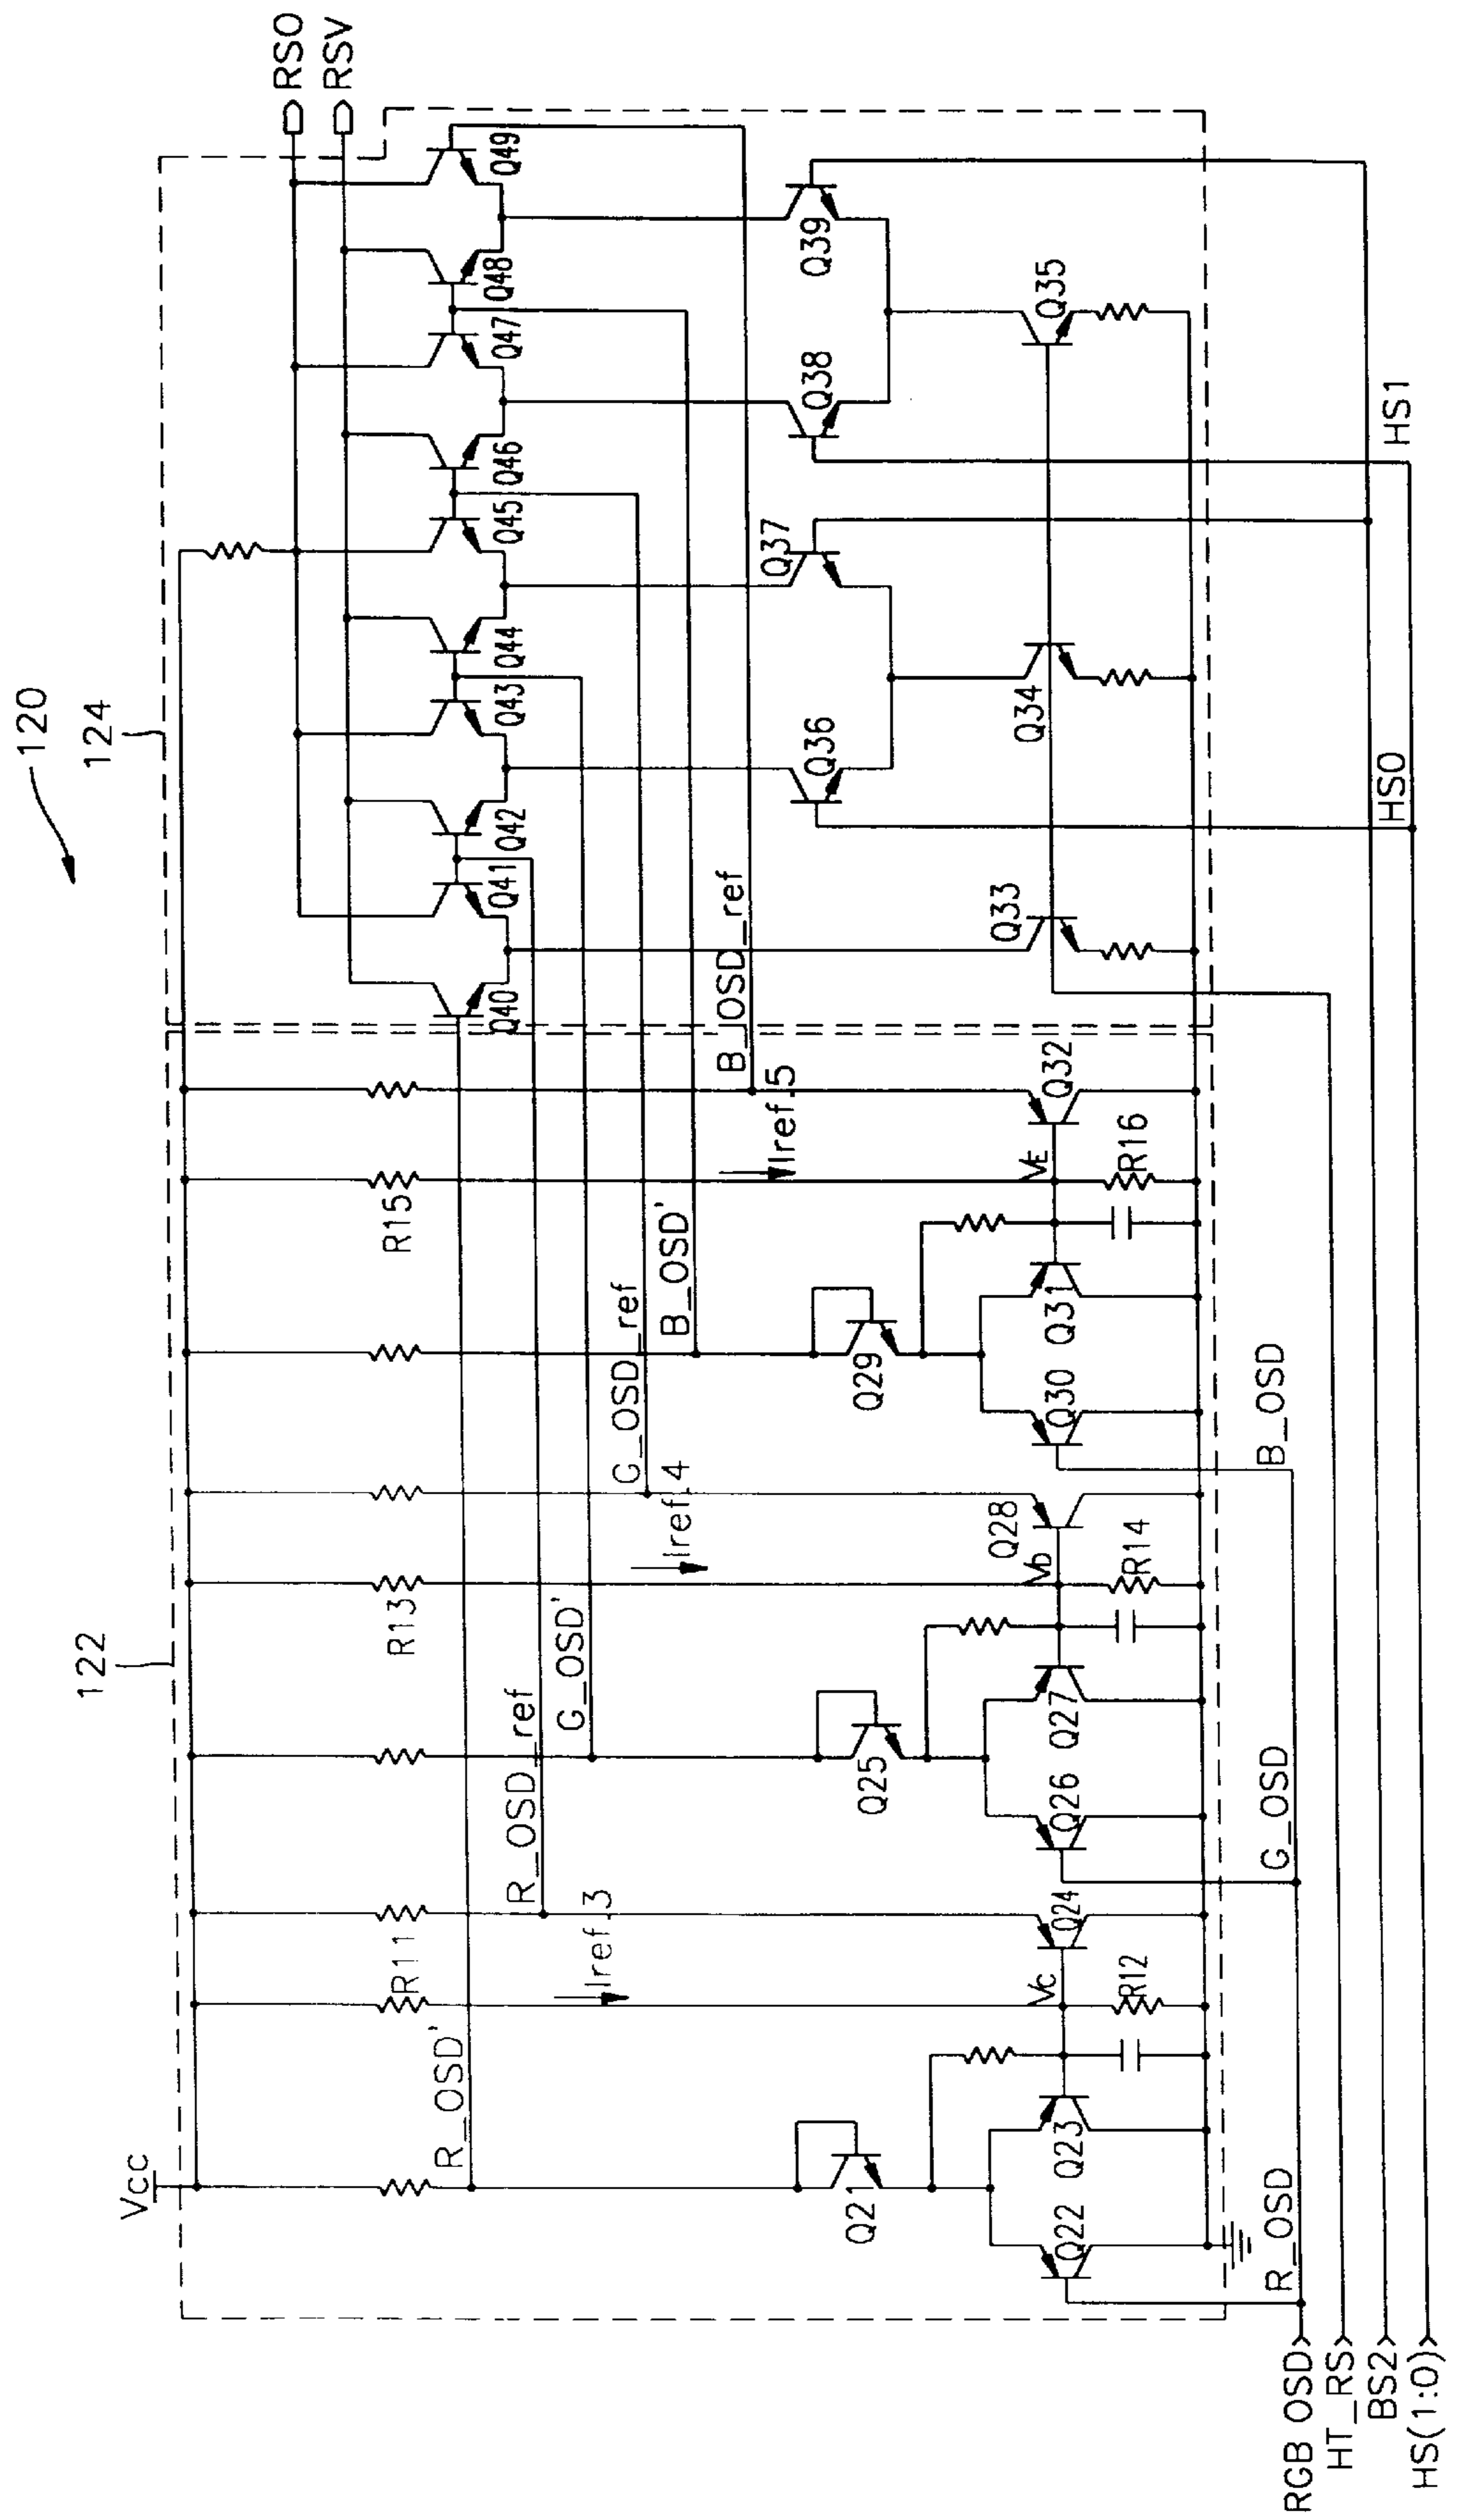 120
122
124
Vcc
RSO
RSV
R_OSD'
R11
R_OSD_ref
Iref.3
G_OSD'
R13
G_OSD_ref
Iref.4
B_OSD'
R15
B_OSD_ref
Iref.5
Q40
Q41
Q42
Q43
Q44
Q45
Q46
Q47
Q48
Q49
Q21
Q25
Q29
Q36
Q37
Q38
Q39
Q22
Q23
Vc
R12
Q24
Q26
Q27
VD
R14
Q28
Q30
Q31
VE
R16
Q32
Q33
Q34
Q35
R_OSD
G_OSD
B_OSD
HS0
HS1
RGB OSD
HT_RS
BS2
HS(1:0)